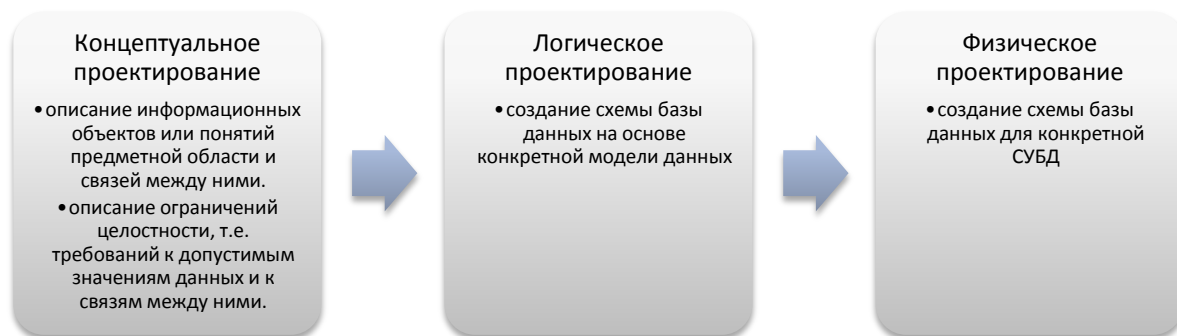 Концептуальное
проектирование
•описание информационных
объектов или понятий
предметной области и
связей между ними.
•описание ограничений
целостности, т.е.
требований к допустимым
значениям данных и к
связям между ними.
Логическое
проектирование
•создание схемы базы
данных на основе
конкретной модели данных
Физическое
проектирование
•создание схемы базы
данных для конкретной
СУБД